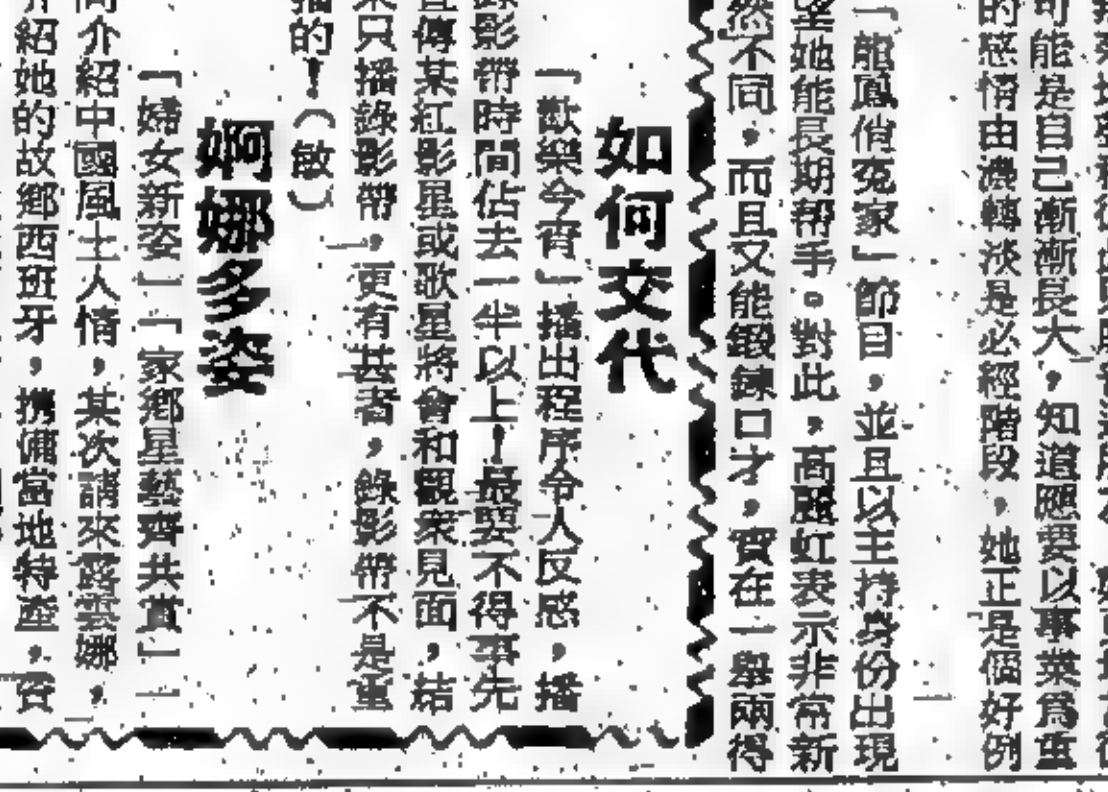 可能是自己漸漸長大，知道應要以事業爲重
的感情由濃轉淡是必經階段，她正是個好例
「龍鳳俏冤家」節目，並且以主持身份出現
望她能長期帮手。對此，高麗虹表示非常新
然不同，而且又能鍛鍊口才，實在一舉兩得
如何交代
「歡樂今宵」播出程序令人反感，播
錄影帶時間佔去一半以上！最要不得事先
宣傳某紅影星或歌星將會和觀衆見面，結
果只播錄影帶，更有甚者，錄影帶不是重
播的！（敏）
婀娜多姿
「婦女新姿」「家鄉星藝齊共賞」一
介紹中國風土人情，某次請來露雲娜，
介紹她的故鄉西班牙，携備當地特產，資